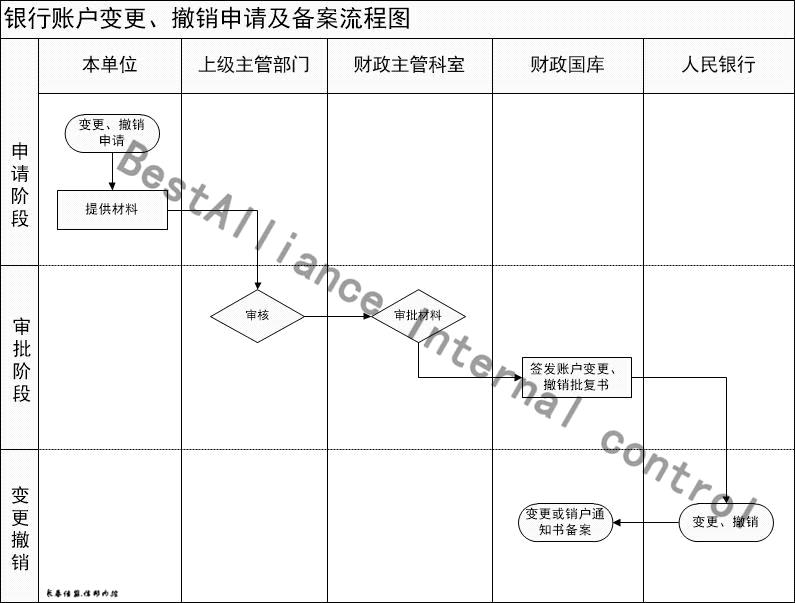 银行账户变更、撤销申请及备案流程图
本单位
上级主管部门
财政主管科室
财政国库
人民银行
申请阶段
变更、撤销
申请
提供材料
审批阶段
审核
审批材料
签发账户变更、
撤销批复书
变更撤销
变更或销户通
知书备案
变更、撤销
BestAlliance Internal control